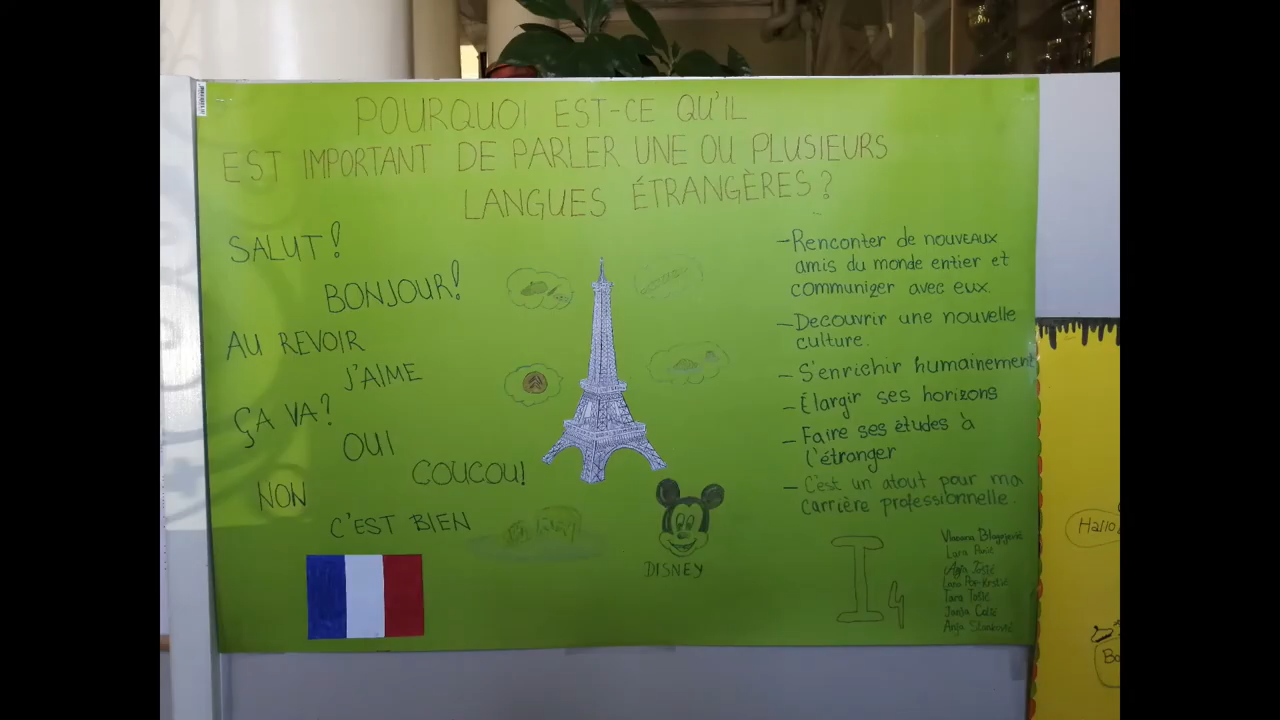 POURQUOI EST-CE QU'IL
EST IMPORTANT DE PARLER UNE OU PLUSIEURS
LANGUES ÉTRANGÈRES?
SALUT!
BONJOUR!
AU REVOIR
J'AIME
ÇA VA?
OUI
COUCOU!
NON
C'EST BIEN
DISNEY
-Renconter de nouveaux
amis du monde entier et
communiqer avec eux.
-Decouvrir une nouvelle
culture.
- S'enrichir humainement
- Élargir ses horizons
- Faire ses études à
l'étranger
- C'est un atout pour ma
carrière professionnelle.
I4
Lara
Tara
Anja
Hallo!